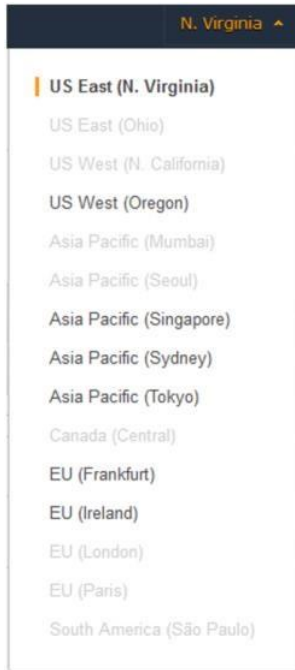 N. Virginia
US East (N. Virginia)
US East (Ohio)
US West (N. California)
US West (Oregon)
Asia Pacific (Mumbai)
Asia Pacific (Seoul)
Asia Pacific (Singapore)
Asia Pacific (Sydney)
Asia Pacific (Tokyo)
Canada (Central)
EU (Frankfurt)
EU (Ireland)
EU (London)
EU (Paris)
South America (São Paulo)